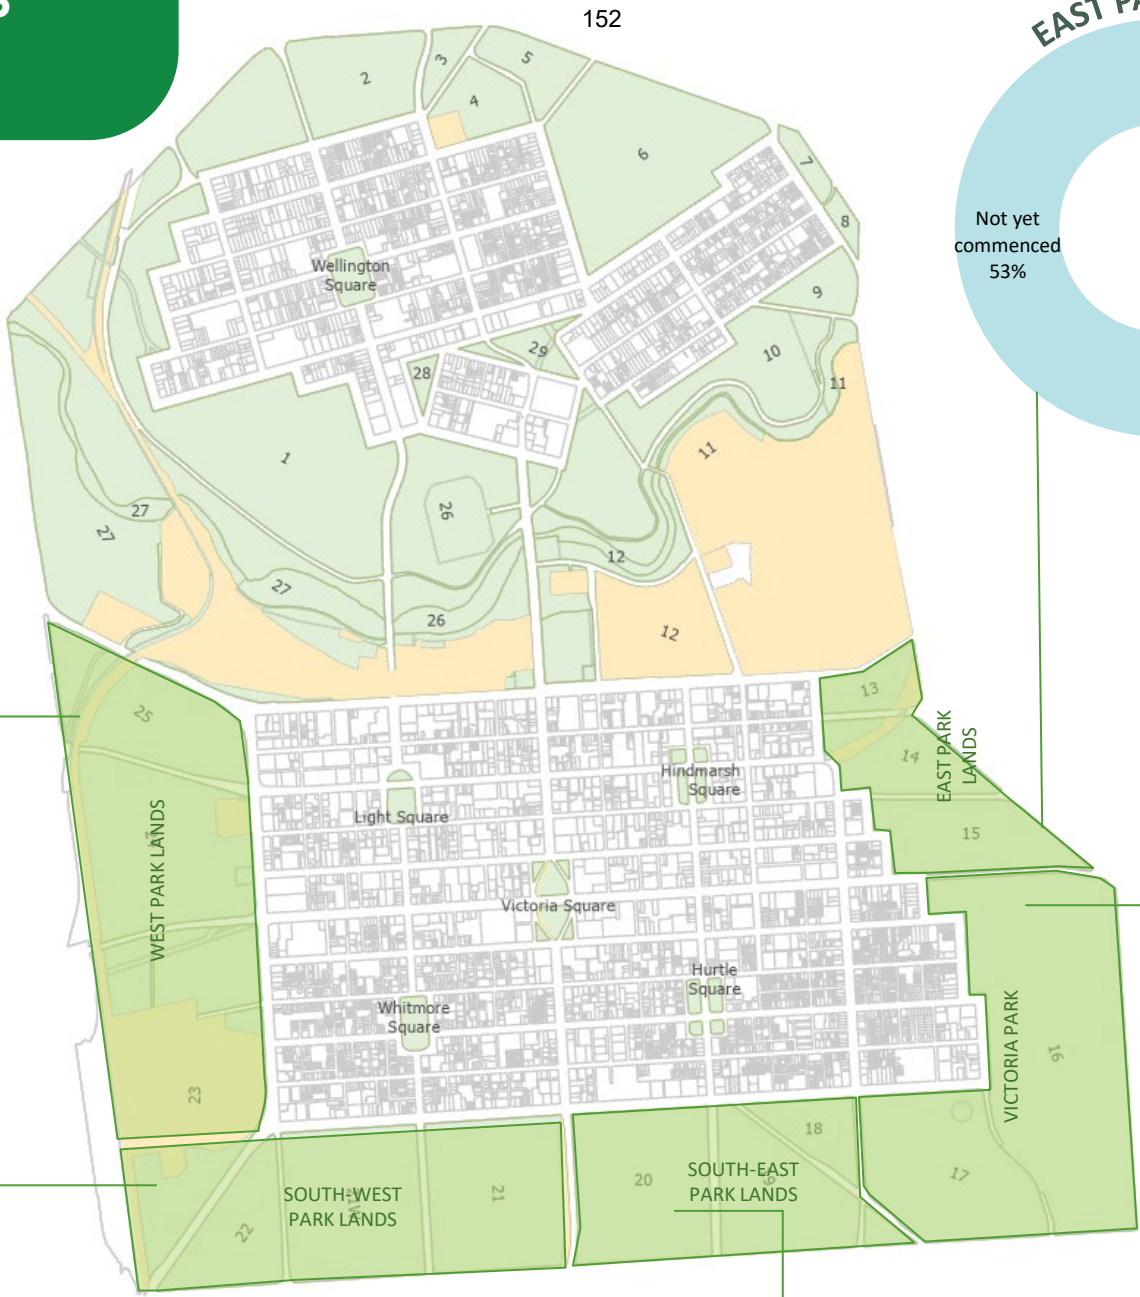 152
EAST
Not yet
commenced
53%
2
3
5
4
6
7
8
9
10
11
11
Wellington
Square
29
28
1
26
27
27
27
26
12
12
13
14
15
EAST PARK
LANDS
25
WEST PARK LANDS
23
Hindmarsh
Square
Light Square
Victoria Square
Hurtle
Square
Whitmore
Square
VICTORIA PARK
16
17
18
20
SOUTH-EAST
PARK LANDS
SOUTH-WEST
PARK LANDS
21
22